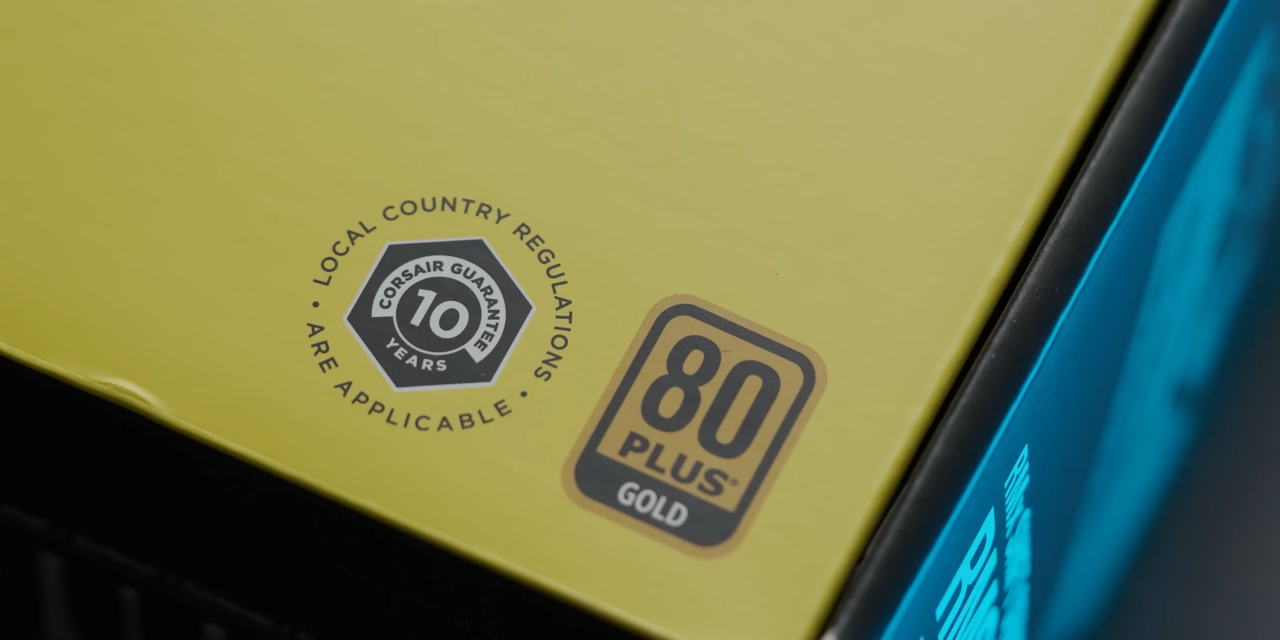 • LOCAL COUNTRY REGULATIONS •
ARE APPLICABLE
CORSAIR GUARANTEE
10
YEARS
80
PLUS®
GOLD